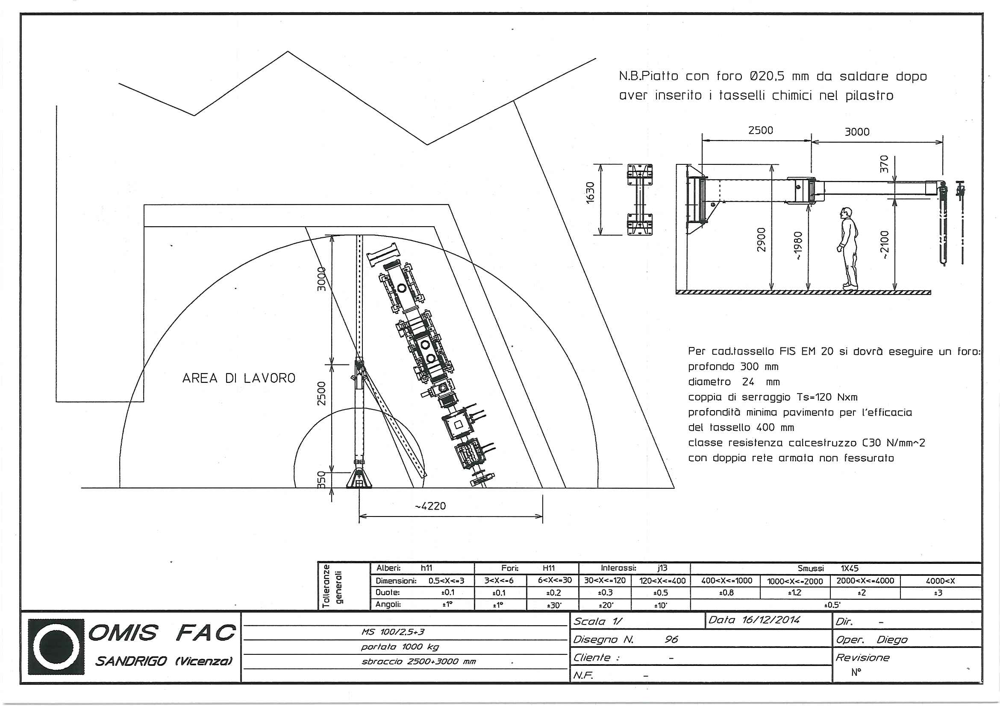 N.B.Piatto con foro Ø20,5 mm da saldare dopo
aver inserito i tasselli chimici nel pilastro
2500
3000
370
1630
2900
~1980
~2100
3000
AREA DI LAVORO
2500
350
~4220
Per cad.tassello FIS EM 20 si dovrà eseguire un foro:
profondo 300 mm
diametro 24 mm
coppia di serraggio Ts=120 Nxm
profondità minima pavimento per l'efficacia
del tassello 400 mm
classe resistenza calcestruzzo C30 N/mm^2
con doppia rete armata non fessurato
Tolleranze
generali
Alberi: h11 Fori: H11 Interassi: j13 Smussi 1X45
Dimensioni: 0.5<X<=3 3<X<=6 6<X<=30 30<X<=120 120<X<=400 400<X<=1000 1000<X<=2000 2000<X<=4000 4000<X
Quote: ±0.1 ±0.1 ±0.2 ±0.3 ±0.5 ±0.8 ±1.2 ±2 ±3
Angoli: ±1° ±1° ±30' ±20' ±10' ±0.5'
OMIS FAC
SANDRIGO (Vicenza)
MS 100/2.5+3
portata 1000 kg
sbraccio 2500+3000 mm
Scala 1/ Data 16/12/2014 Dir. -
Disegno N. 96 Oper. Diego
Cliente : - Revisione
N.F. - N°